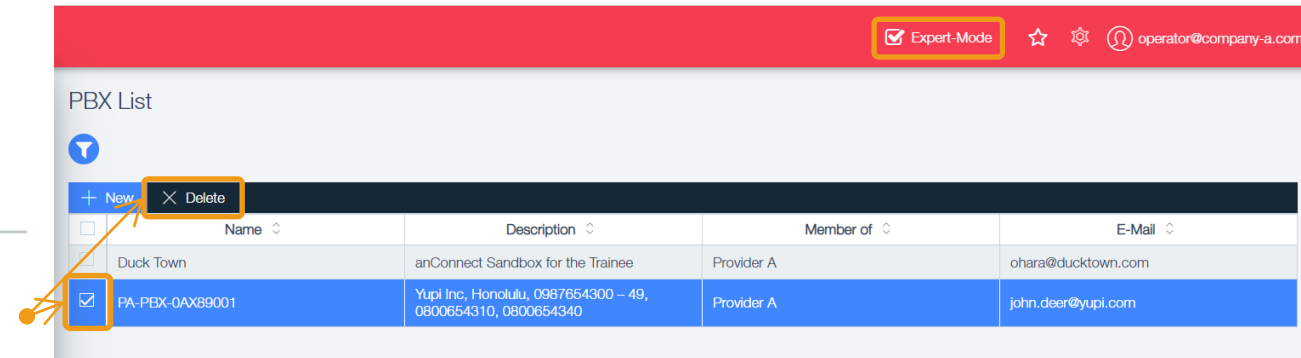 Expert-Mode operator@company-a.com
PBX List
New Delete
Name Description Member of E-Mail
Duck Town anConnect Sandbox for the Trainee Provider A ohara@ducktown.com
PA-PBX-0AX89001 Yupi Inc, Honolulu, 0987654300 – 49, Provider A john.deer@yupi.com
0800654310, 0800654340